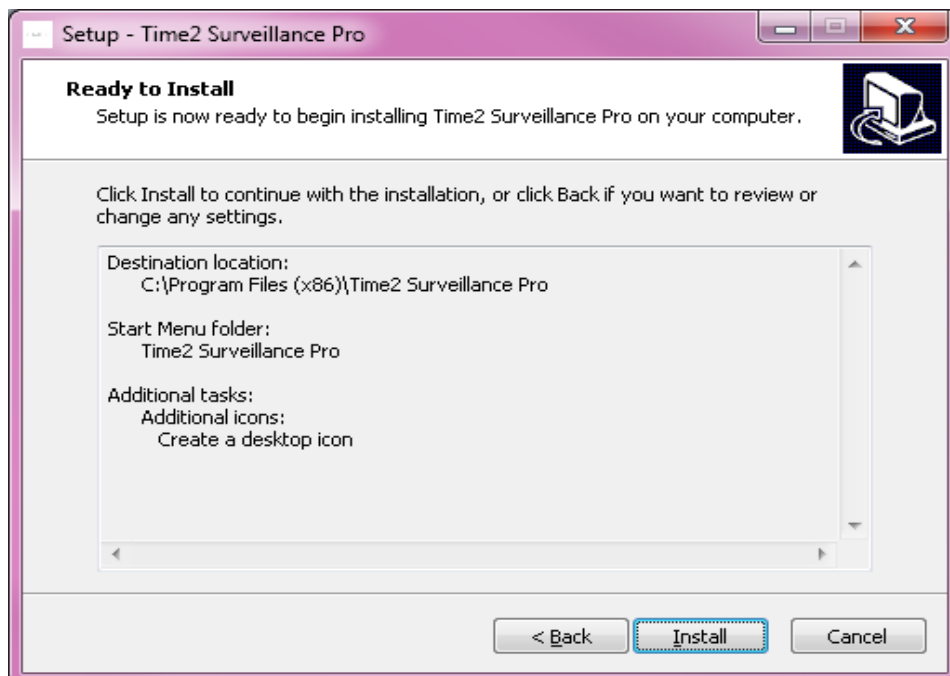 Setup - Time2 Surveillance Pro
Ready to Install
Setup is now ready to begin installing Time2 Surveillance Pro on your computer.
Click Install to continue with the installation, or click Back if you want to review or
change any settings.
Destination location:
C:\Program Files (x86)\Time2 Surveillance Pro
Start Menu folder:
Time2 Surveillance Pro
Additional tasks:
Additional icons:
Create a desktop icon
< Back
Install
Cancel